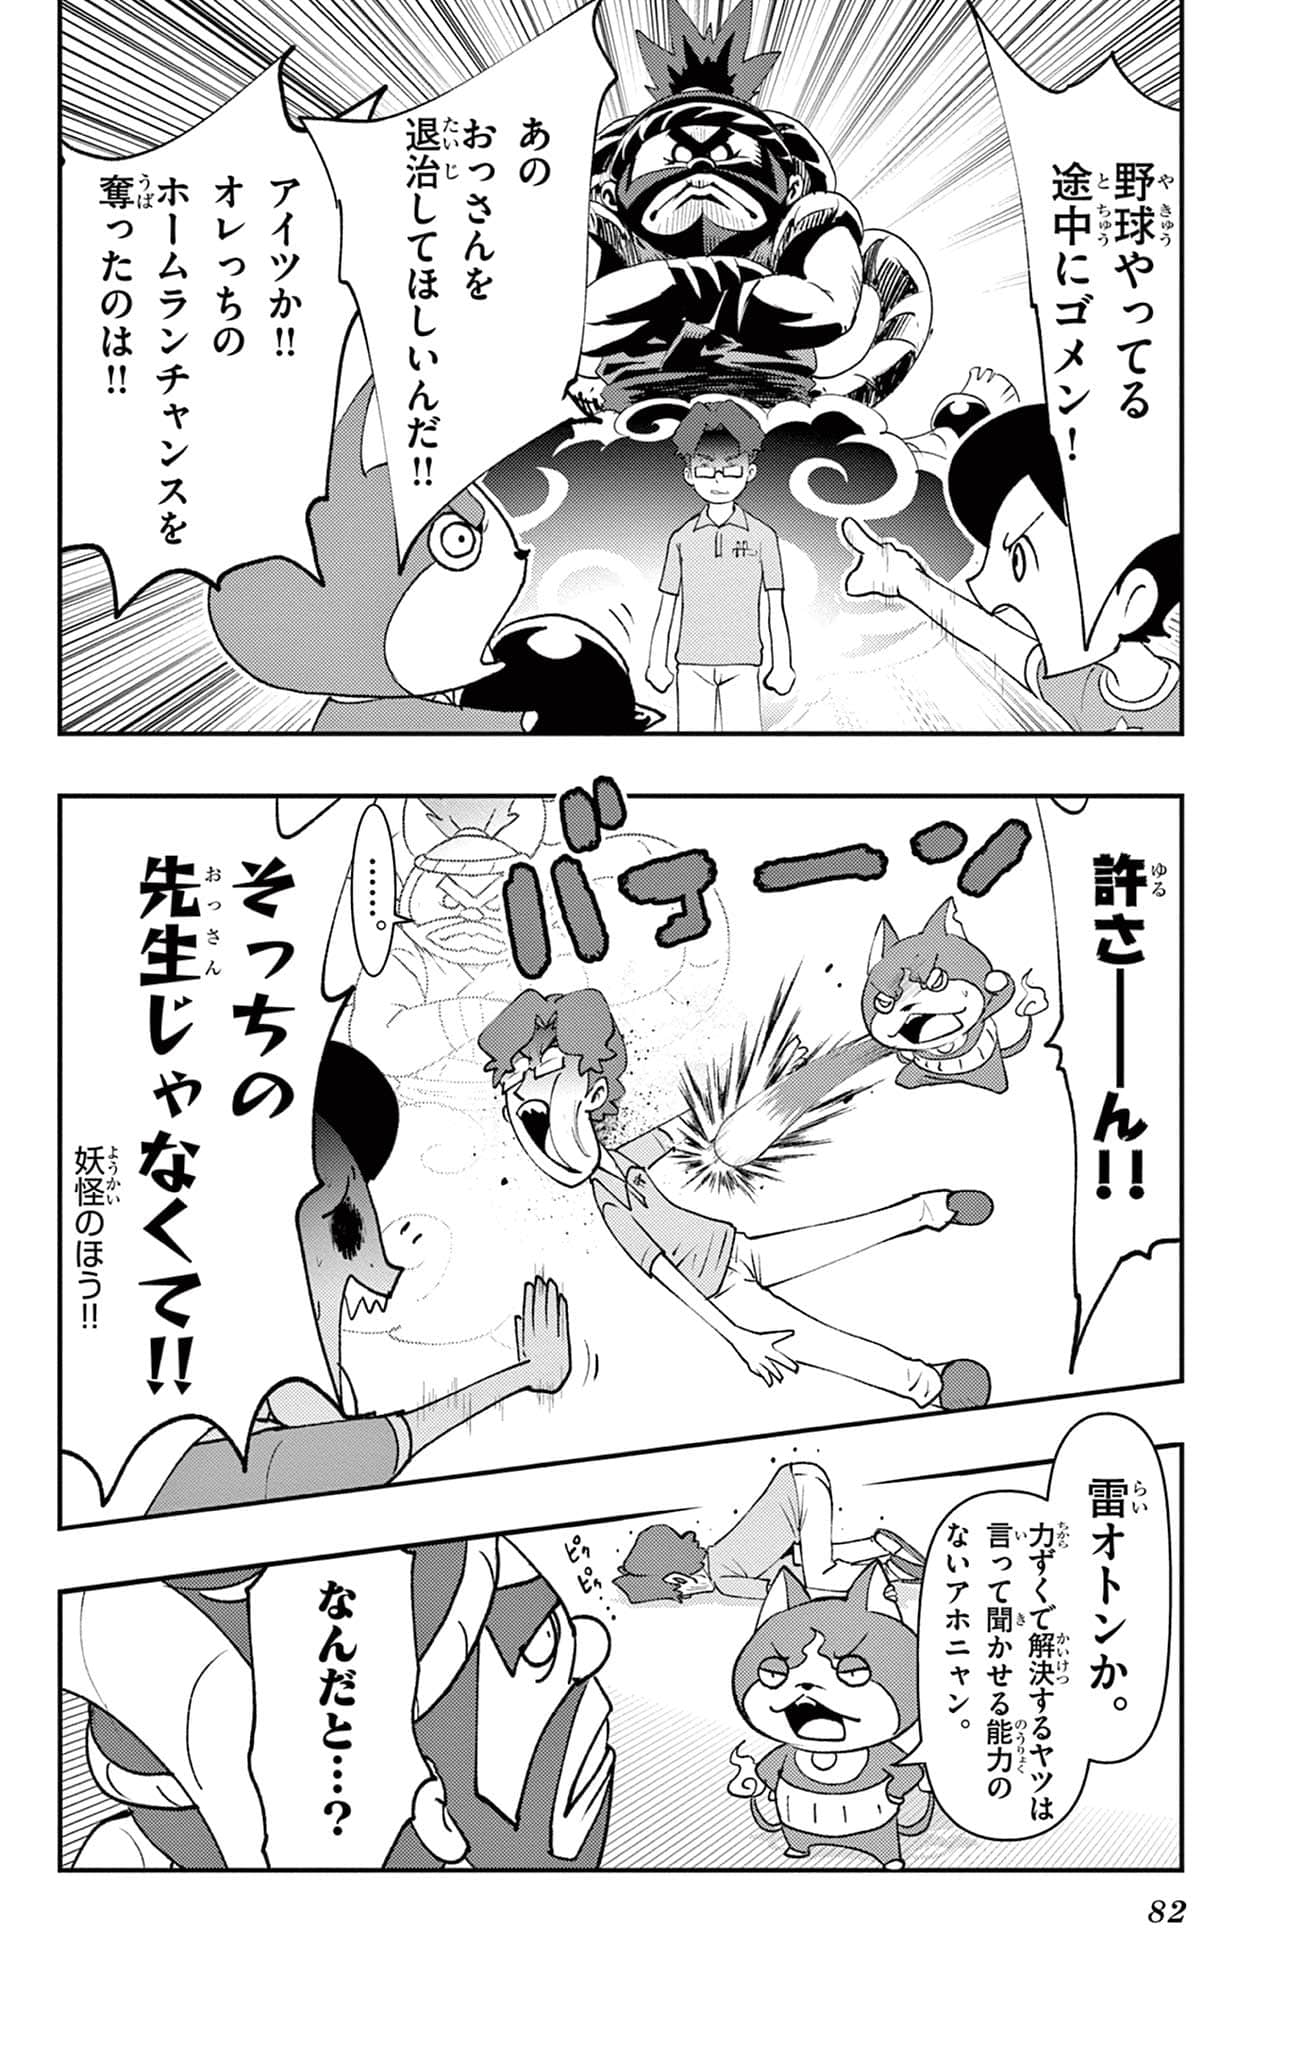 野球やってる
途中にゴメン!
あの
おっさんを
退治してほしいんだ!!
アイツか!!
オレっちの
ホームランチャンスを
奪ったのは!!
許さーーん!!
バァーーン
……。
そっちの
先生じゃなくて!!
妖怪のほう!!
雷オトンか。
力ずくで解決するヤツは
言って聞かせる能力の
ないアホニャン。
ピク
ピク
なんだと…?
82